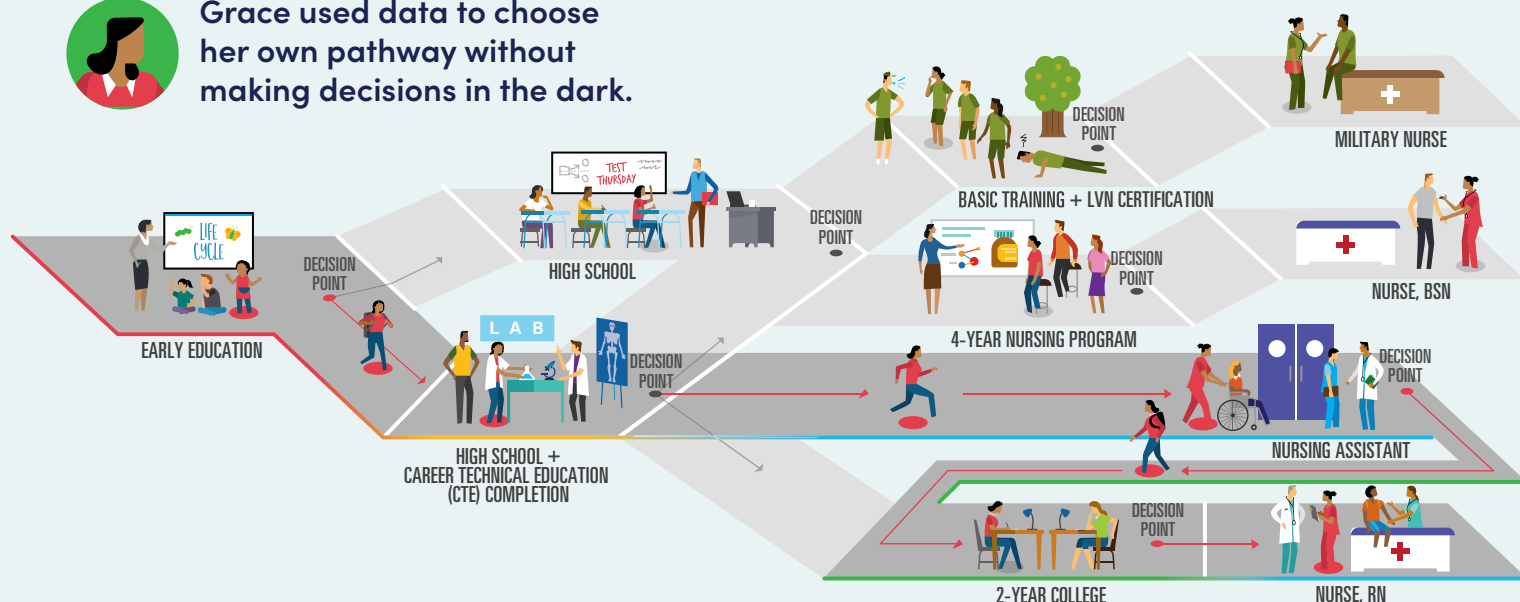 Grace used data to choose
her own pathway without
making decisions in the dark.
LIFE
CYCLE
EARLY EDUCATION
DECISION
POINT
TEST
THURSDAY
HIGH SCHOOL
DECISION
POINT
LAB
DECISION
POINT
HIGH SCHOOL +
CAREER TECHNICAL EDUCATION
(CTE) COMPLETION
DECISION
POINT
BASIC TRAINING + LVN CERTIFICATION
MILITARY NURSE
DECISION
POINT
4-YEAR NURSING PROGRAM
NURSE, BSN
DECISION
POINT
NURSING ASSISTANT
DECISION
POINT
2-YEAR COLLEGE
NURSE, RN